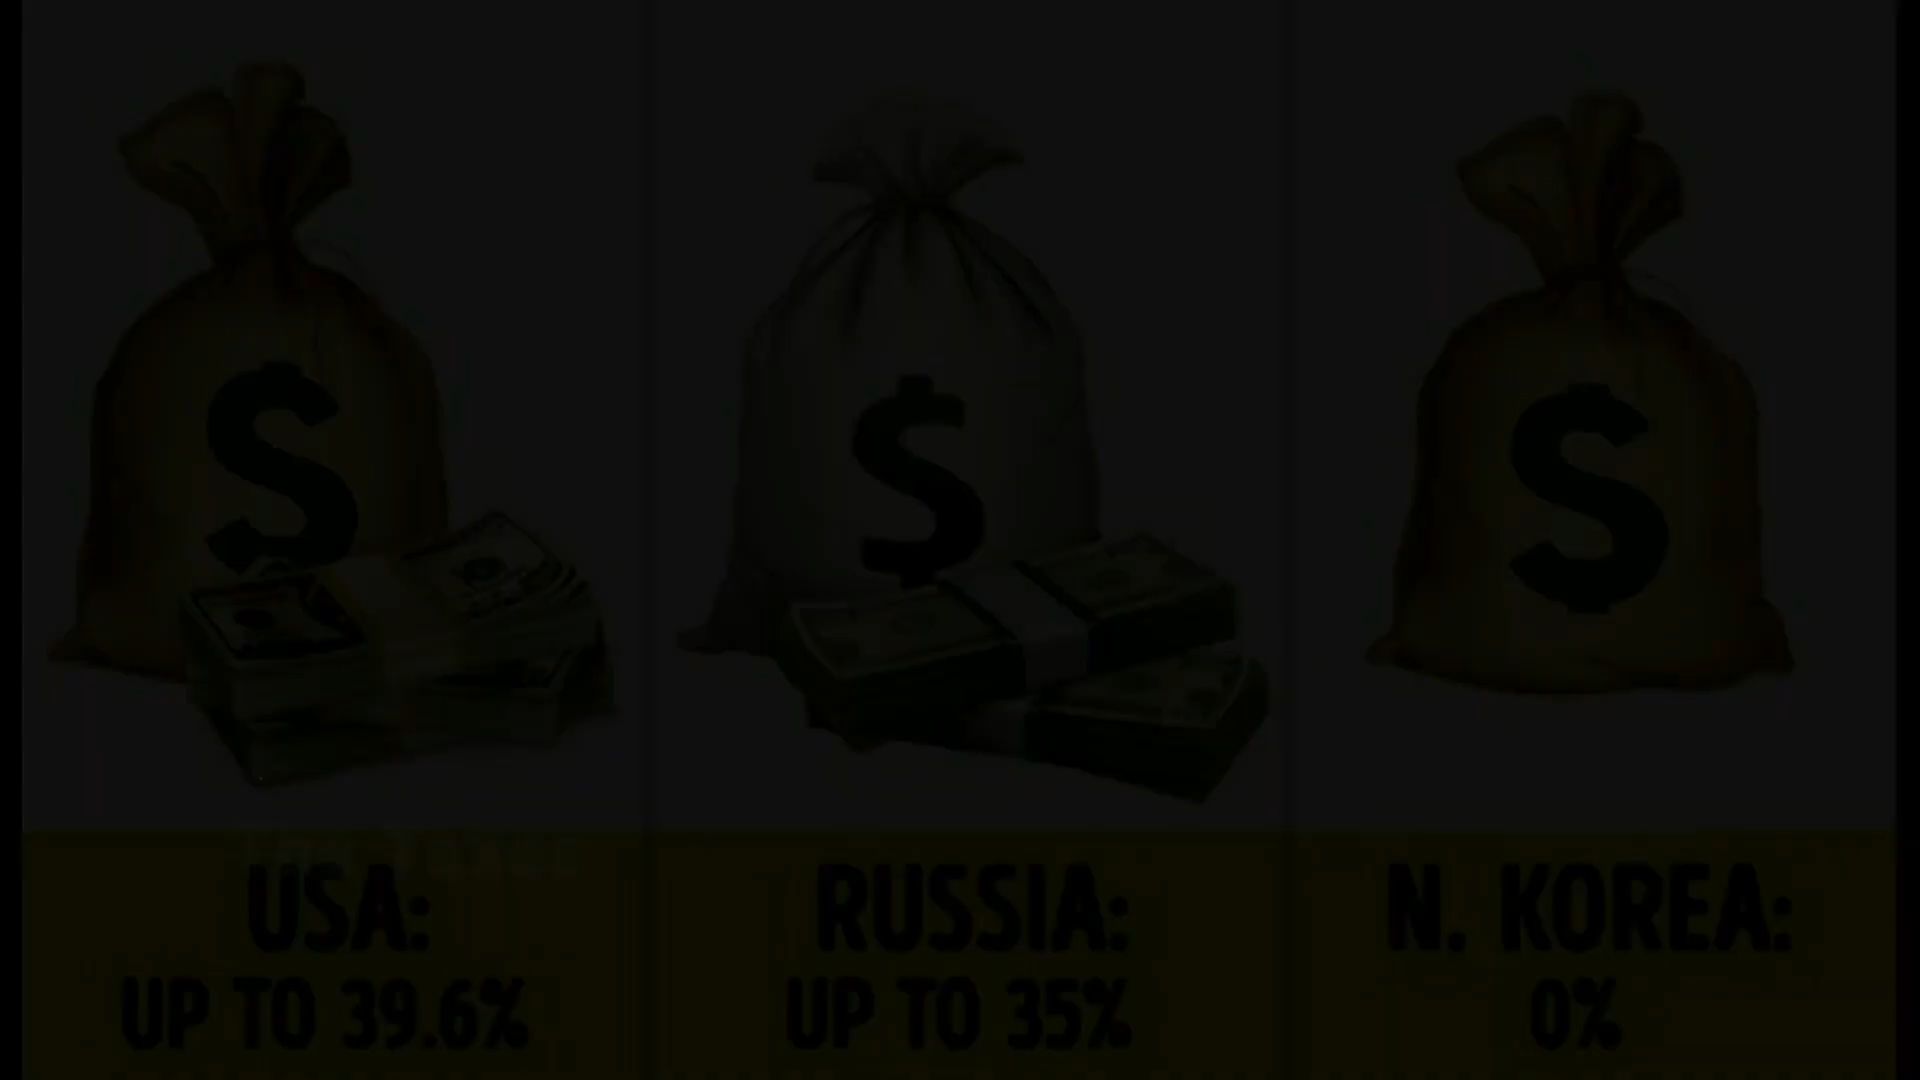 $
$
$
USA:
UP TO 39.6%
RUSSIA:
UP TO 35%
N. KOREA:
0%